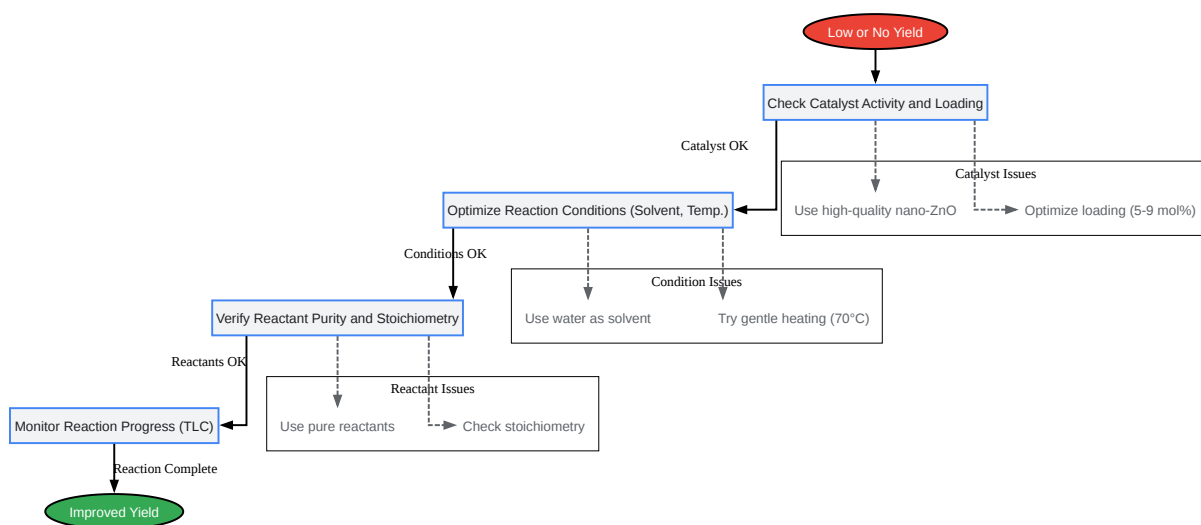 Low or No Yield
Check Catalyst Activity and Loading
Catalyst OK
Catalyst Issues
Use high-quality nano-ZnO
Optimize loading (5-9 mol%)
Optimize Reaction Conditions (Solvent, Temp.)
Conditions OK
Condition Issues
Use water as solvent
Try gentle heating (70°C)
Verify Reactant Purity and Stoichiometry
Reactants OK
Reactant Issues
Use pure reactants
Check stoichiometry
Monitor Reaction Progress (TLC)
Reaction Complete
Improved Yield